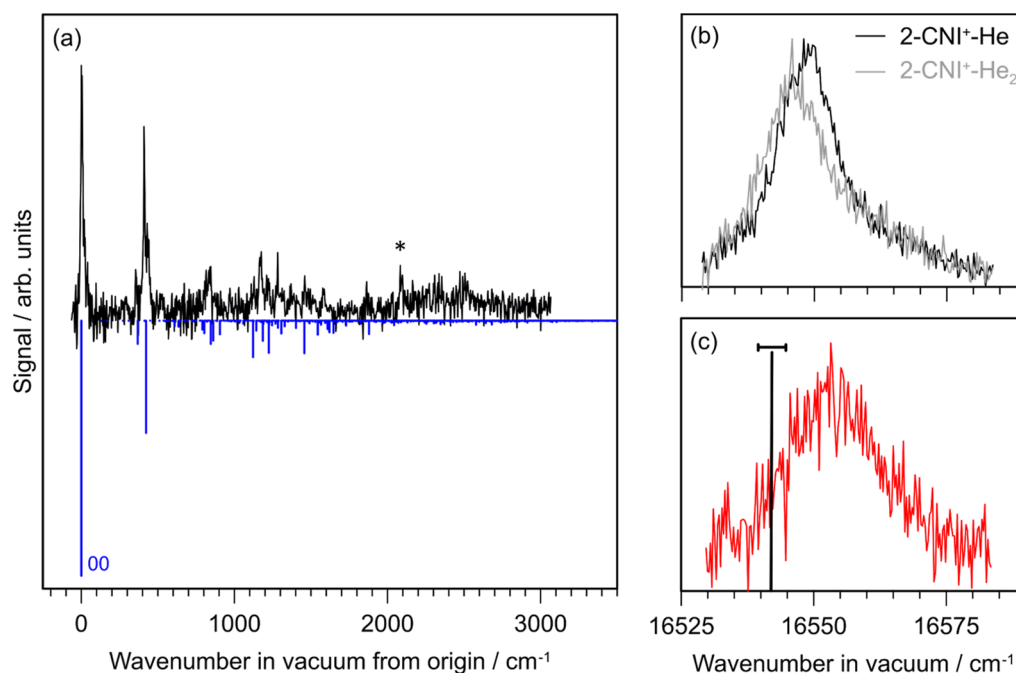 (a)
Signal / arb. units
*
00
0 1000 2000 3000
Wavenumber in vacuum from origin / cm⁻¹
(b)
2-CNI⁺-He
2-CNI⁺-He₂
(c)
16525 16550 16575
Wavenumber in vacuum / cm⁻¹